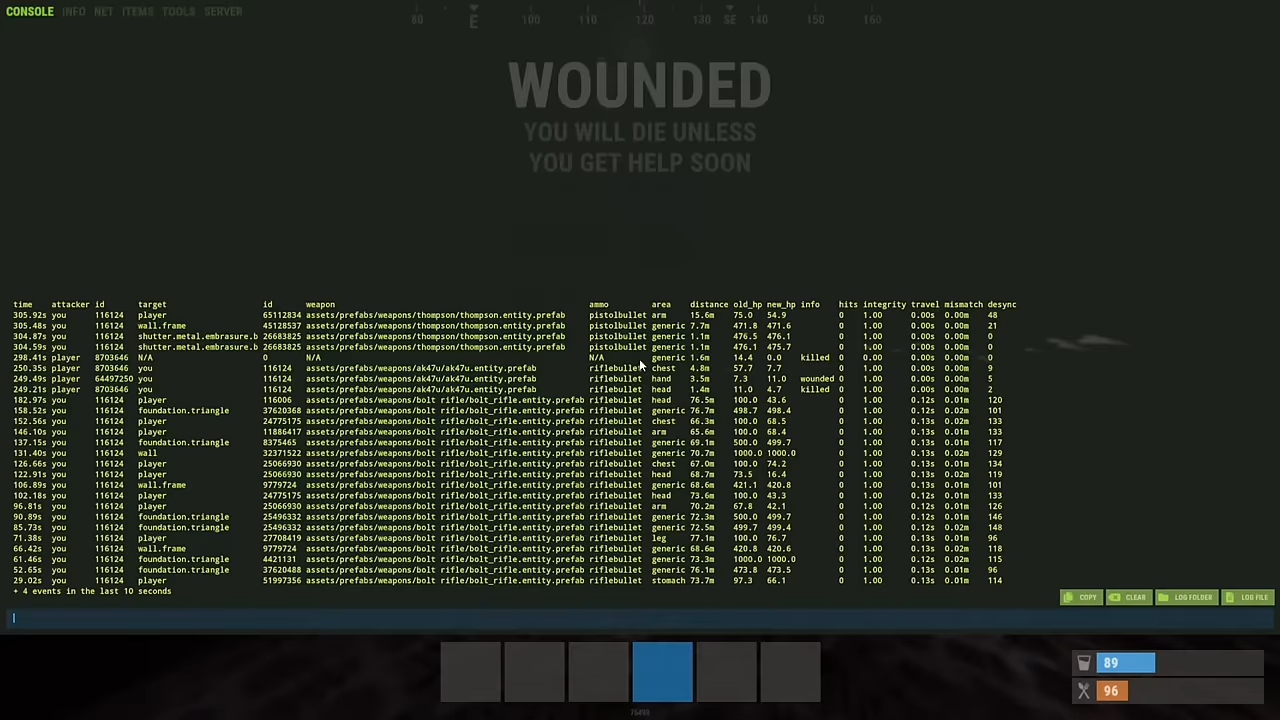 CONSOLE INFO NET ITEMS TOOLS SERVER
80 E 100 110 120 130 SE 140 150 160
WOUNDED
YOU WILL DIE UNLESS
YOU GET HELP SOON
time attacker id target id weapon ammo area distance old_hp new_hp info hits integrity travel mismatch desync
305.92s you 116124 player 65112834 assets/prefabs/weapons/thompson/thompson.entity.prefab pistolbullet arm 15.6m 75.0 54.9 0 1.00 0.00s 0.00m 48
305.48s you 116124 wall.frame 45128537 assets/prefabs/weapons/thompson/thompson.entity.prefab pistolbullet generic 7.7m 471.8 471.6 0 1.00 0.00s 0.00m 21
304.87s you 116124 shutter.metal.embrasure.b 26683825 assets/prefabs/weapons/thompson/thompson.entity.prefab pistolbullet generic 1.1m 476.5 476.1 0 1.00 0.00s 0.00m 0
304.59s you 116124 shutter.metal.embrasure.b 26683825 assets/prefabs/weapons/thompson/thompson.entity.prefab pistolbullet generic 1.1m 476.1 475.7 0 1.00 0.00s 0.00m 0
298.41s player 8703646 N/A 0 N/A N/A generic 1.6m 14.4 0.0 killed 0 0.00 0.00s 0.00m 0
250.35s player 8703646 you 116124 assets/prefabs/weapons/ak47u/ak47u.entity.prefab riflebullet chest 4.8m 57.7 7.7 0 1.00 0.00s 0.00m 9
249.49s player 64497250 you 116124 assets/prefabs/weapons/ak47u/ak47u.entity.prefab riflebullet hand 3.5m 7.3 11.0 wounded 0 1.00 0.00s 0.00m 5
249.21s player 8703646 you 116124 assets/prefabs/weapons/ak47u/ak47u.entity.prefab riflebullet head 1.4m 11.0 4.7 killed 0 1.00 0.00s 0.00m 2
182.97s you 116124 player 116006 assets/prefabs/weapons/bolt rifle/bolt_rifle.entity.prefab riflebullet head 76.5m 100.0 43.6 0 1.00 0.12s 0.01m 120
158.52s you 116124 foundation.triangle 37620368 assets/prefabs/weapons/bolt rifle/bolt_rifle.entity.prefab riflebullet generic 76.7m 498.7 498.4 0 1.00 0.12s 0.02m 101
152.56s you 116124 player 24775175 assets/prefabs/weapons/bolt rifle/bolt_rifle.entity.prefab riflebullet chest 66.3m 100.0 68.5 0 1.00 0.13s 0.02m 133
146.10s you 116124 player 11886417 assets/prefabs/weapons/bolt rifle/bolt_rifle.entity.prefab riflebullet arm 65.6m 100.0 68.4 0 1.00 0.13s 0.01m 133
137.15s you 116124 foundation.triangle 8375465 assets/prefabs/weapons/bolt rifle/bolt_rifle.entity.prefab riflebullet generic 69.1m 500.0 499.7 0 1.00 0.13s 0.01m 117
131.40s you 116124 wall 32371522 assets/prefabs/weapons/bolt rifle/bolt_rifle.entity.prefab riflebullet generic 70.7m 1000.0 1000.0 0 1.00 0.13s 0.02m 129
126.66s you 116124 player 25066930 assets/prefabs/weapons/bolt rifle/bolt_rifle.entity.prefab riflebullet chest 67.0m 100.0 74.2 0 1.00 0.13s 0.01m 134
122.91s you 116124 player 25066930 assets/prefabs/weapons/bolt rifle/bolt_rifle.entity.prefab riflebullet head 68.7m 73.5 16.4 0 1.00 0.13s 0.02m 119
106.89s you 116124 wall.frame 9779724 assets/prefabs/weapons/bolt rifle/bolt_rifle.entity.prefab riflebullet generic 68.6m 421.1 420.8 0 1.00 0.13s 0.02m 101
102.18s you 116124 player 24775175 assets/prefabs/weapons/bolt rifle/bolt_rifle.entity.prefab riflebullet head 73.6m 100.0 43.3 0 1.00 0.12s 0.01m 133
96.81s you 116124 player 25066930 assets/prefabs/weapons/bolt rifle/bolt_rifle.entity.prefab riflebullet arm 70.2m 67.8 42.1 0 1.00 0.12s 0.01m 126
90.89s you 116124 foundation.triangle 25496332 assets/prefabs/weapons/bolt rifle/bolt_rifle.entity.prefab riflebullet generic 72.3m 500.0 499.7 0 1.00 0.12s 0.01m 146
85.73s you 116124 foundation.triangle 25496332 assets/prefabs/weapons/bolt rifle/bolt_rifle.entity.prefab riflebullet generic 72.5m 499.7 499.4 0 1.00 0.13s 0.02m 148
71.38s you 116124 player 27708419 assets/prefabs/weapons/bolt rifle/bolt_rifle.entity.prefab riflebullet leg 77.1m 100.0 76.7 0 1.00 0.13s 0.01m 96
66.42s you 116124 wall.frame 9779724 assets/prefabs/weapons/bolt rifle/bolt_rifle.entity.prefab riflebullet generic 68.6m 420.8 420.6 0 1.00 0.13s 0.02m 118
61.46s you 116124 foundation.triangle 4421131 assets/prefabs/weapons/bolt rifle/bolt_rifle.entity.prefab riflebullet generic 73.3m 1000.0 1000.0 0 1.00 0.13s 0.02m 115
52.65s you 116124 foundation.triangle 37620488 assets/prefabs/weapons/bolt rifle/bolt_rifle.entity.prefab riflebullet generic 76.1m 473.8 473.5 0 1.00 0.13s 0.01m 96
29.02s you 116124 player 51997356 assets/prefabs/weapons/bolt rifle/bolt_rifle.entity.prefab riflebullet stomach 73.7m 97.3 66.1 0 1.00 0.13s 0.01m 114
+ 4 events in the last 10 seconds
COPY CLEAR LOG FOLDER LOG FILE
89
96